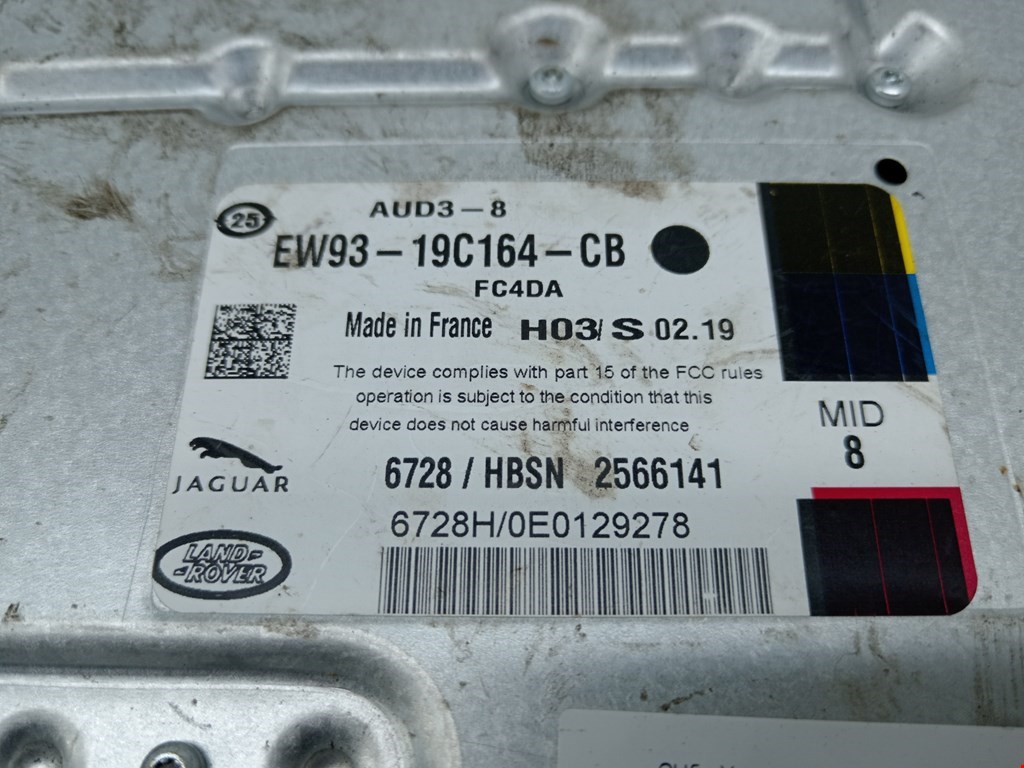 25
AUD3-8
EW93-19C164-CB
FC4DA
Made in France H03/S 02.19
The device complies with part 15 of the FCC rules
operation is subject to the condition that this
device does not cause harmful interference
MID
8
JAGUAR
6728 / HBSN 2566141
6728H/0E0129278
LAND-
-ROVER